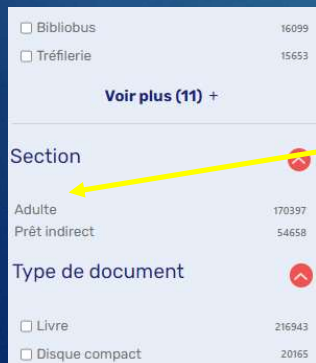 Bibliobus 16099
Tréfilerie 15653
Voir plus (11) +
Section
Adulte 170397
Prêt indirect 54658
Type de document
Livre 216943
Disque compact 20165